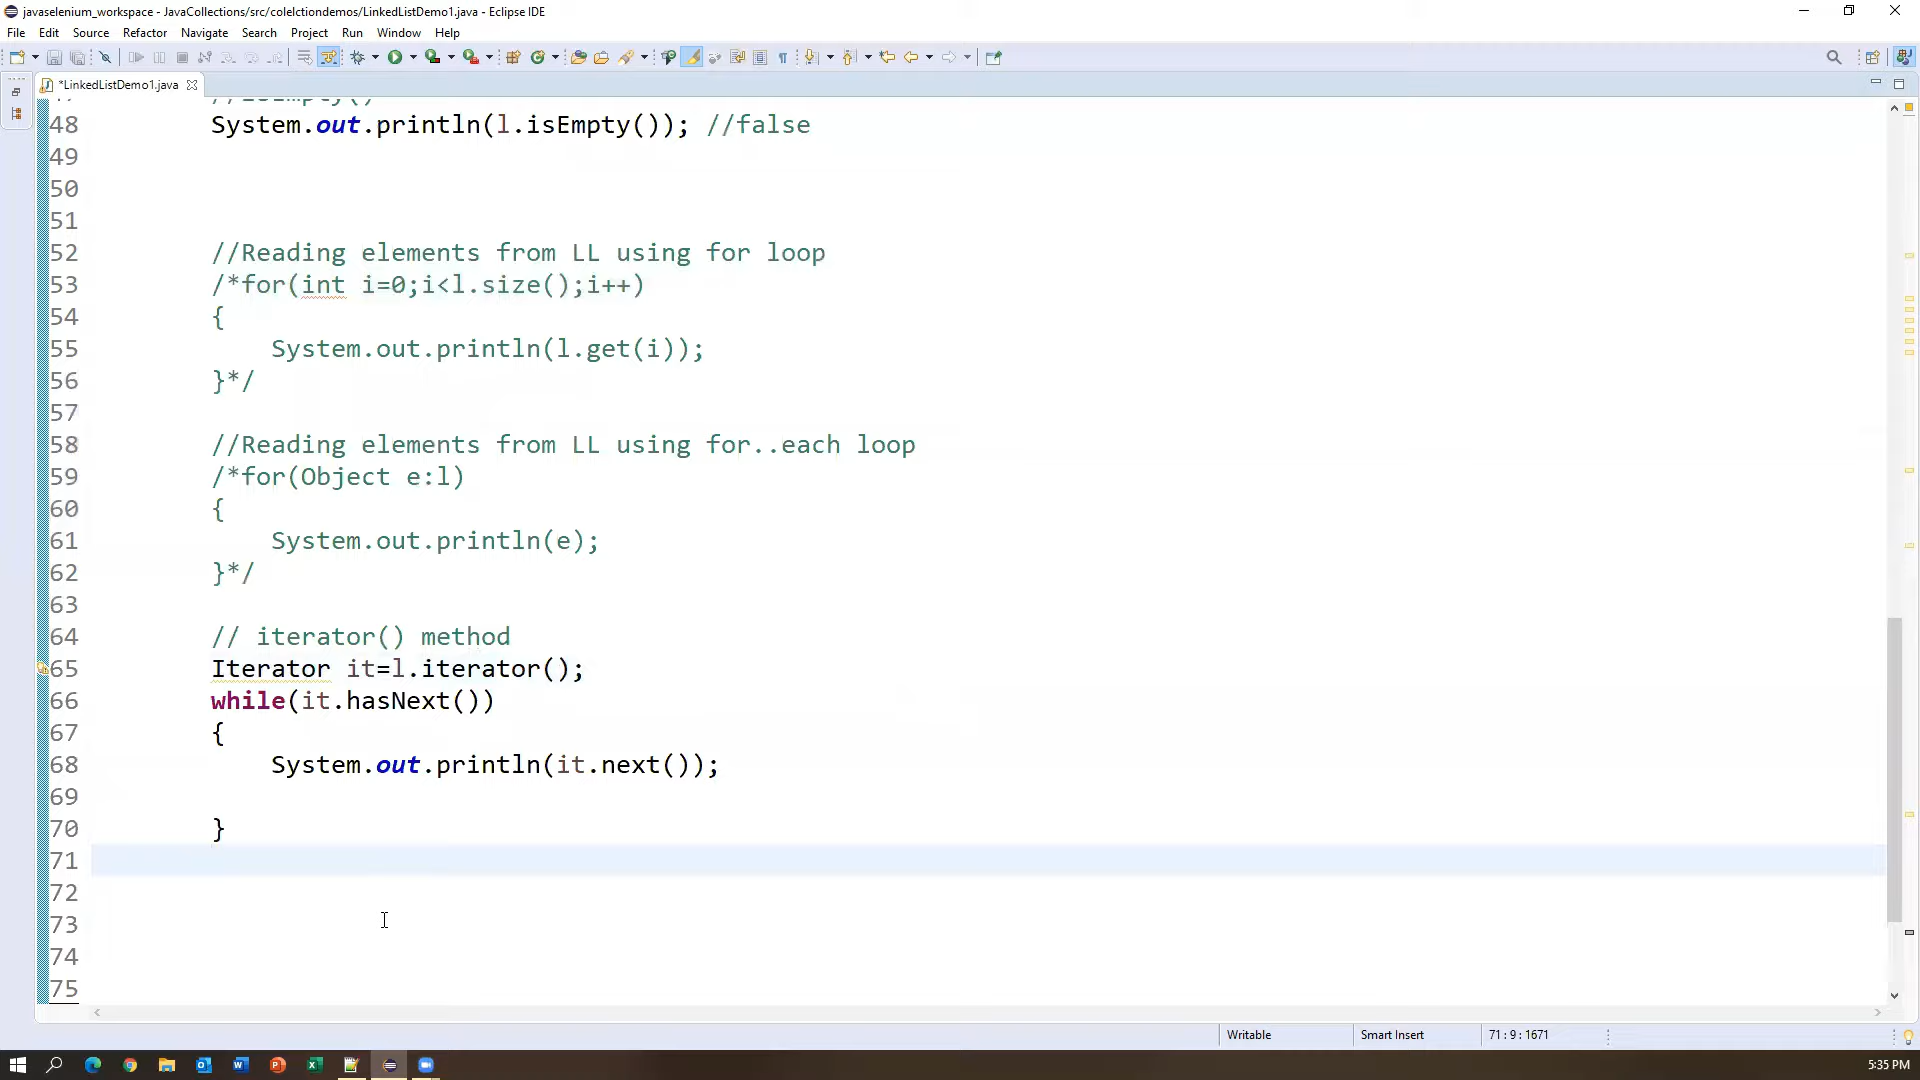 javaselenium_workspace - JavaCollections/src/colelctiondemos/LinkedListDemo1.java - Eclipse IDE
File Edit Source Refactor Navigate Search Project Run Window Help
*LinkedListDemo1.java
47 //isEmpty()
48 System.out.println(l.isEmpty()); //false
49
50
51
52 //Reading elements from LL using for loop
53 /*for(int i=0;i<l.size();i++)
54 {
55 System.out.println(l.get(i));
56 }*/
57
58 //Reading elements from LL using for..each loop
59 /*for(Object e:l)
60 {
61 System.out.println(e);
62 }*/
63
64 // iterator() method
65 Iterator it=l.iterator();
66 while(it.hasNext())
67 {
68 System.out.println(it.next());
69
70 }
71
72
73
74
75
Writable Smart Insert 71 : 9 : 1671
5:35 PM